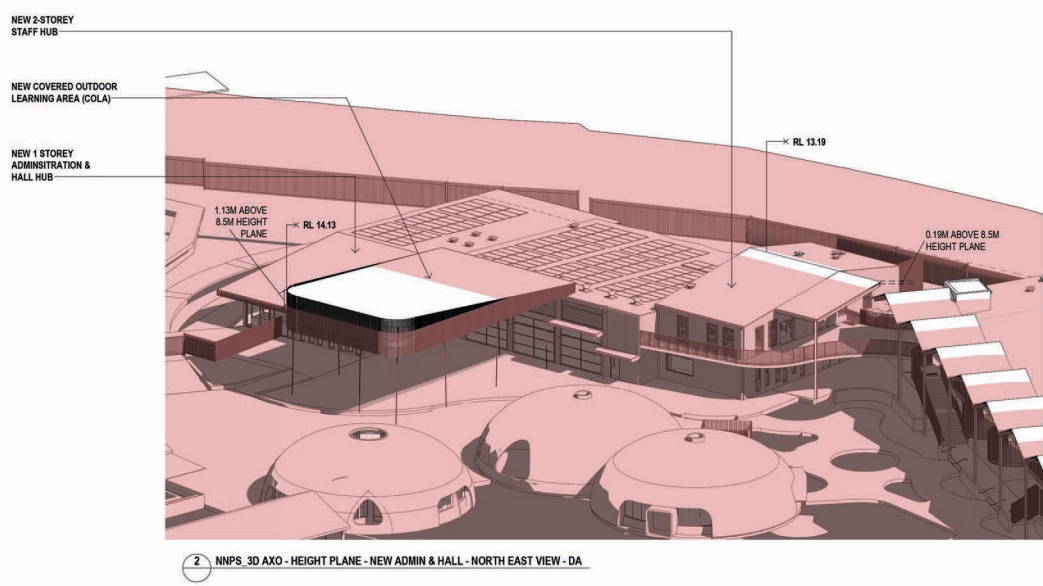 NEW 2-STOREY
STAFF HUB
NEW COVERED OUTDOOR
LEARNING AREA (COLA)
NEW 1 STOREY
ADMINSITRATION &
HALL HUB
1.13M ABOVE
8.5M HEIGHT
PLANE
RL 14.13
RL 13.19
0.19M ABOVE 8.5M
HEIGHT PLANE
2 NNPS_3D AXO - HEIGHT PLANE - NEW ADMIN & HALL - NORTH EAST VIEW - DA